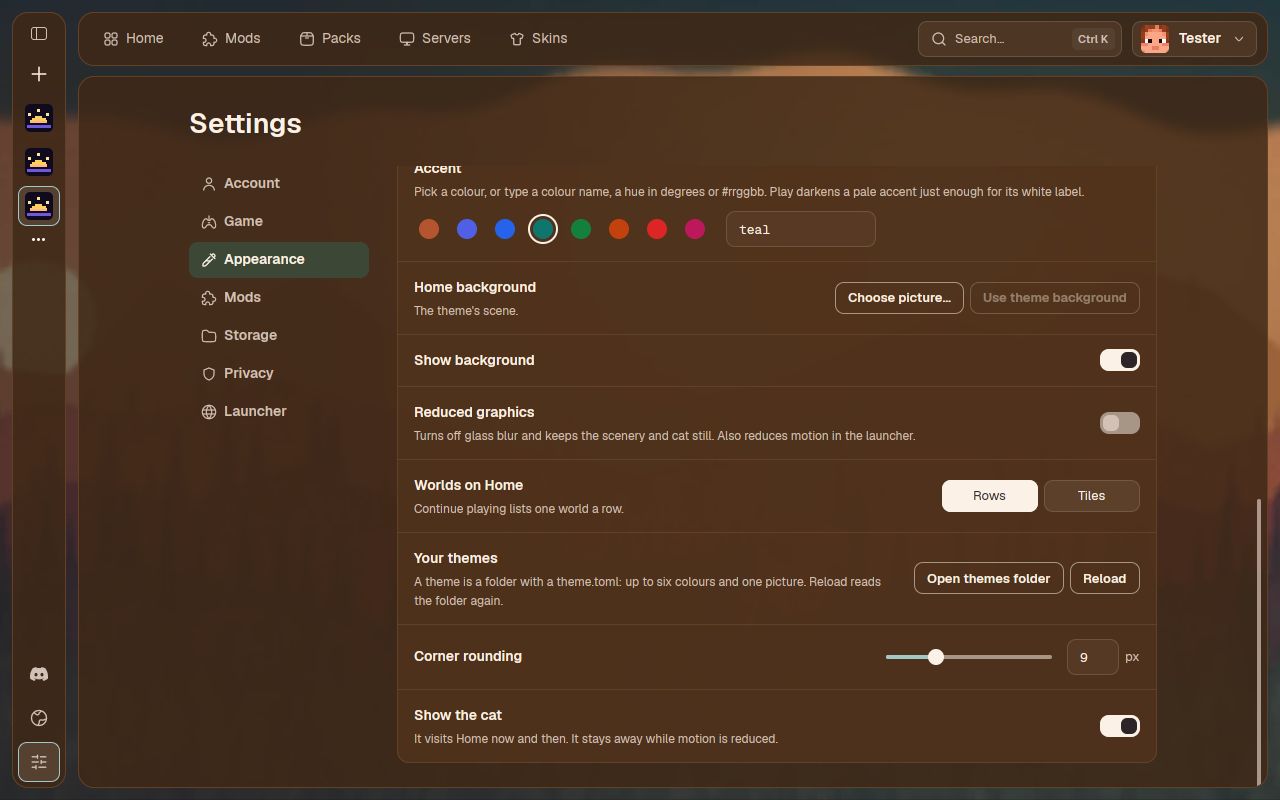 Home
Mods
Packs
Servers
Skins
Search...
Ctrl K
Tester
Settings
Account
Game
Appearance
Mods
Storage
Privacy
Launcher
Accent
Pick a colour, or type a colour name, a hue in degrees or #rrggbb. Play darkens a pale accent just enough for its white label.
teal
Home background
The theme's scene.
Choose picture...
Use theme background
Show background
Reduced graphics
Turns off glass blur and keeps the scenery and cat still. Also reduces motion in the launcher.
Worlds on Home
Continue playing lists one world a row.
Rows
Tiles
Your themes
A theme is a folder with a theme.toml: up to six colours and one picture. Reload reads
the folder again.
Open themes folder
Reload
Corner rounding
9
px
Show the cat
It visits Home now and then. It stays away while motion is reduced.